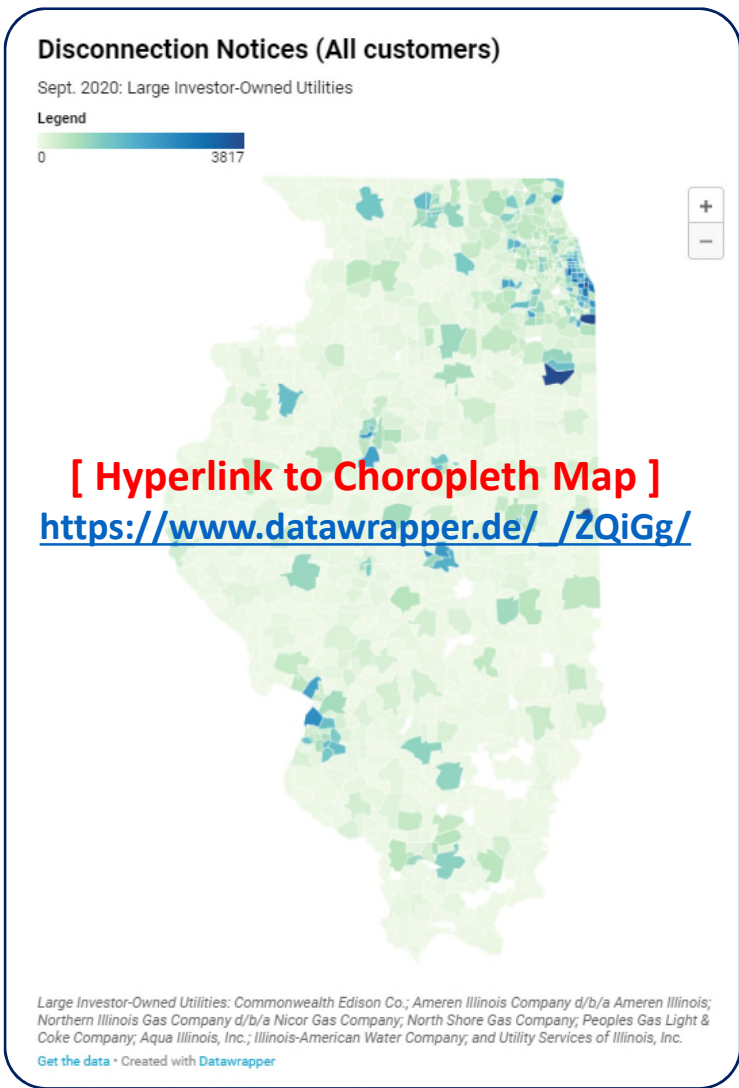 Disconnection Notices (All customers)
Sept. 2020: Large Investor-Owned Utilities
Legend
0 3817
+
−
[ Hyperlink to Choropleth Map ]
https://www.datawrapper.de/_/ZQiGg/
Large Investor-Owned Utilities: Commonwealth Edison Co.; Ameren Illinois Company d/b/a Ameren Illinois;
Northern Illinois Gas Company d/b/a Nicor Gas Company; North Shore Gas Company; Peoples Gas Light &
Coke Company; Aqua Illinois, Inc.; Illinois-American Water Company; and Utility Services of Illinois, Inc.
Get the data • Created with Datawrapper